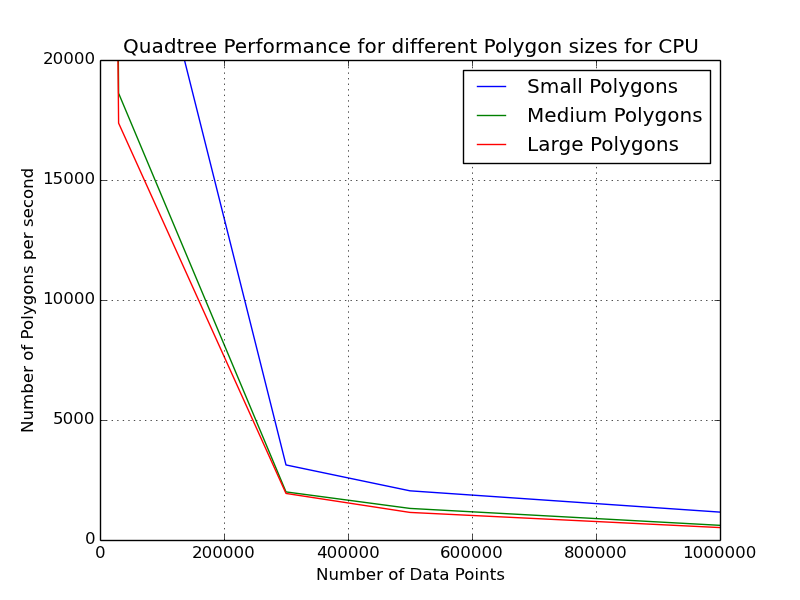 Quadtree Performance for different Polygon sizes for CPU
20000
15000
10000
5000
0
Number of Polygons per second
Small Polygons
Medium Polygons
Large Polygons
0 200000 400000 600000 800000 1000000
Number of Data Points